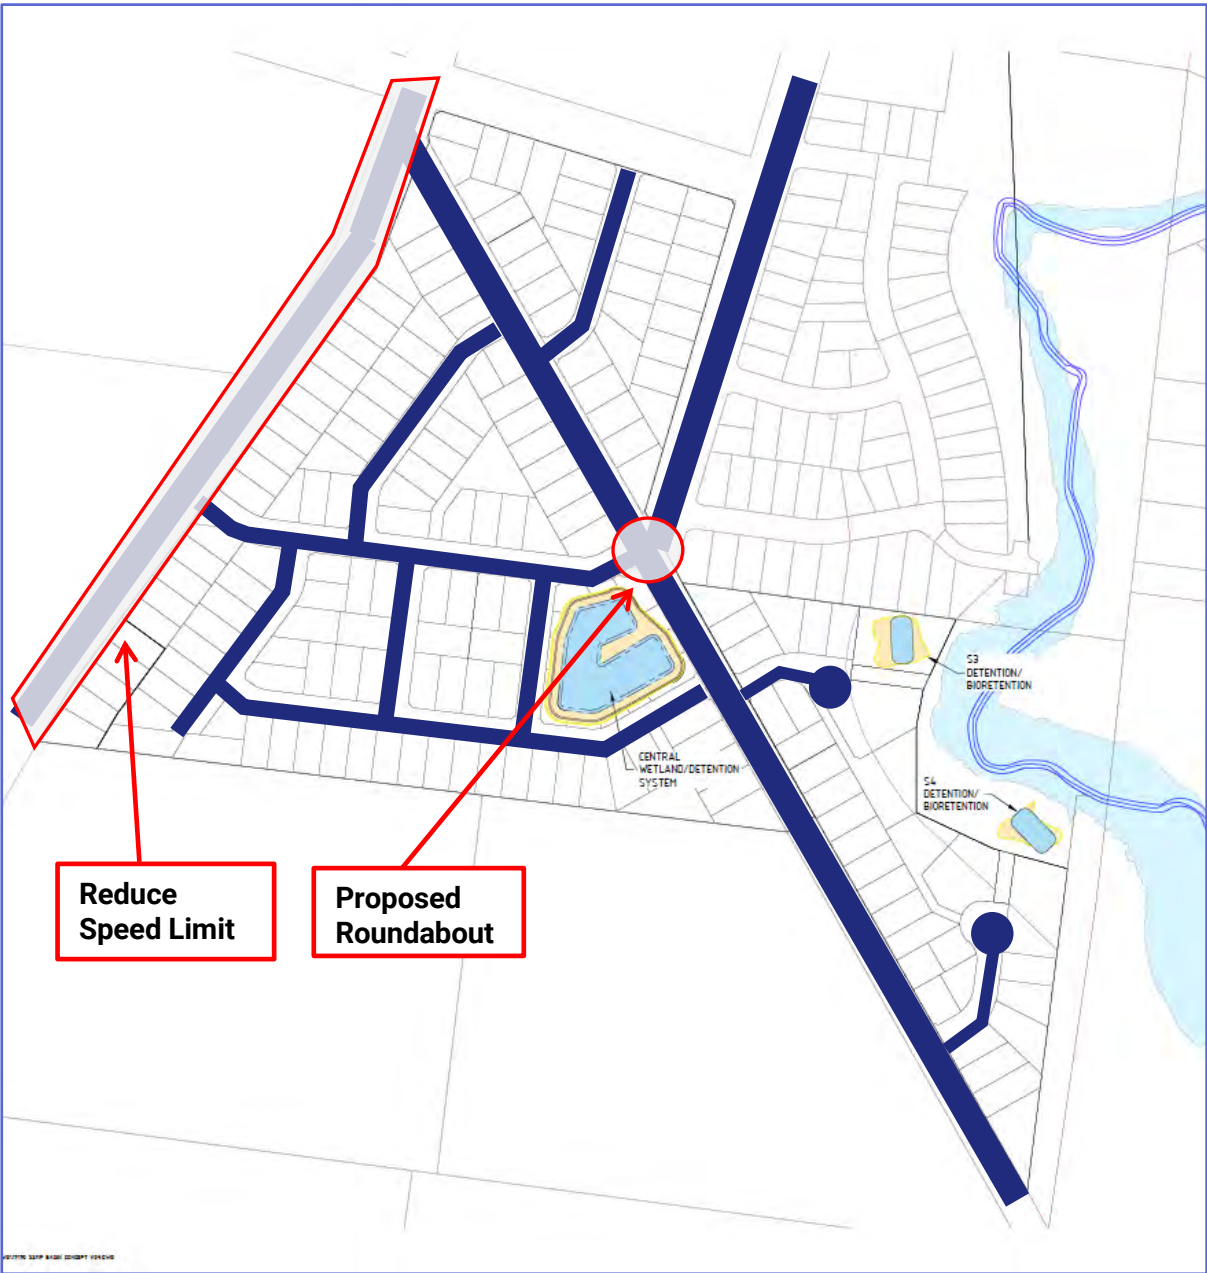 S3
DETENTION/
BIORETENTION
CENTRAL
WETLAND/DETENTION
SYSTEM
S4
DETENTION/
BIORETENTION
Reduce
Speed Limit
Proposed
Roundabout